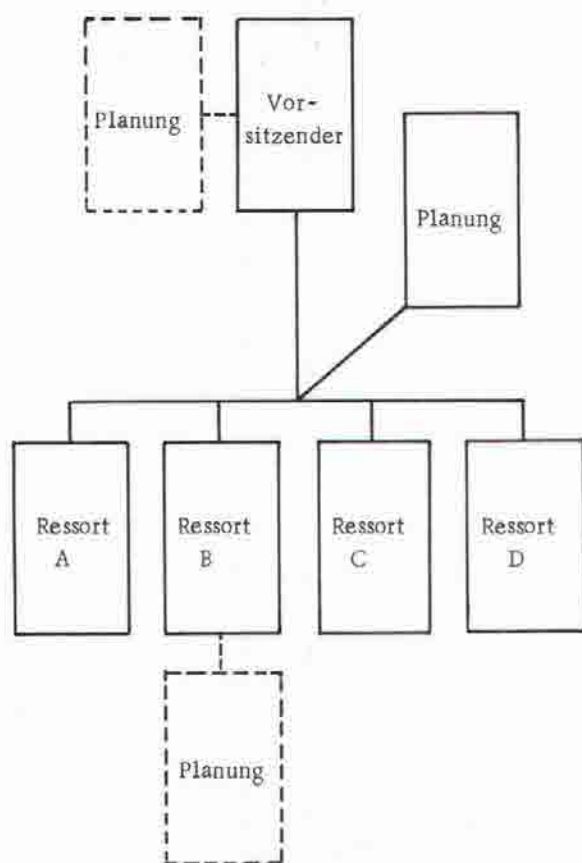 Planung
Vor-
sitzender
Planung
Ressort
A
Ressort
B
Ressort
C
Ressort
D
Planung